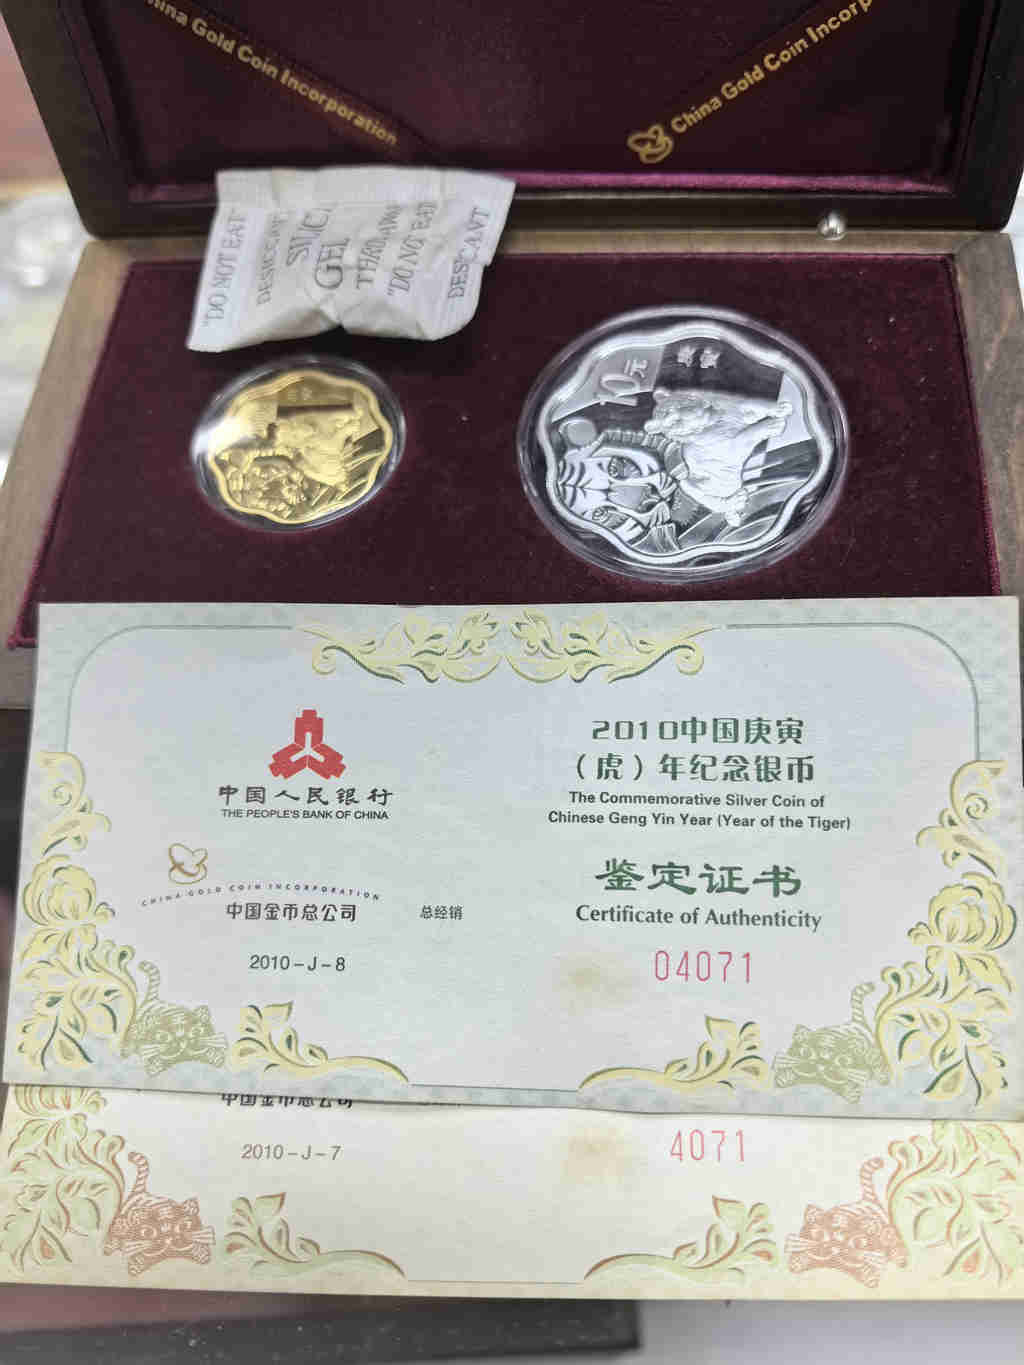 China Gold Coin Incorporation
China Gold Coin Incorp
"DO NOT EAT"
DESICCANT
SILICA
GEL
THROW AWAY
"DO NOT EAT
DESICCANT
10元
庚寅
中国人民银行
THE PEOPLE'S BANK OF CHINA
CHINA GOLD COIN INCORPORATION
中国金币总公司
总经销
2010-J-8
2010中国庚寅
（虎）年纪念银币
The Commemorative Silver Coin of
Chinese Geng Yin Year (Year of the Tiger)
鉴定证书
Certificate of Authenticity
04071
中国金币总公司
2010-J-7
4071